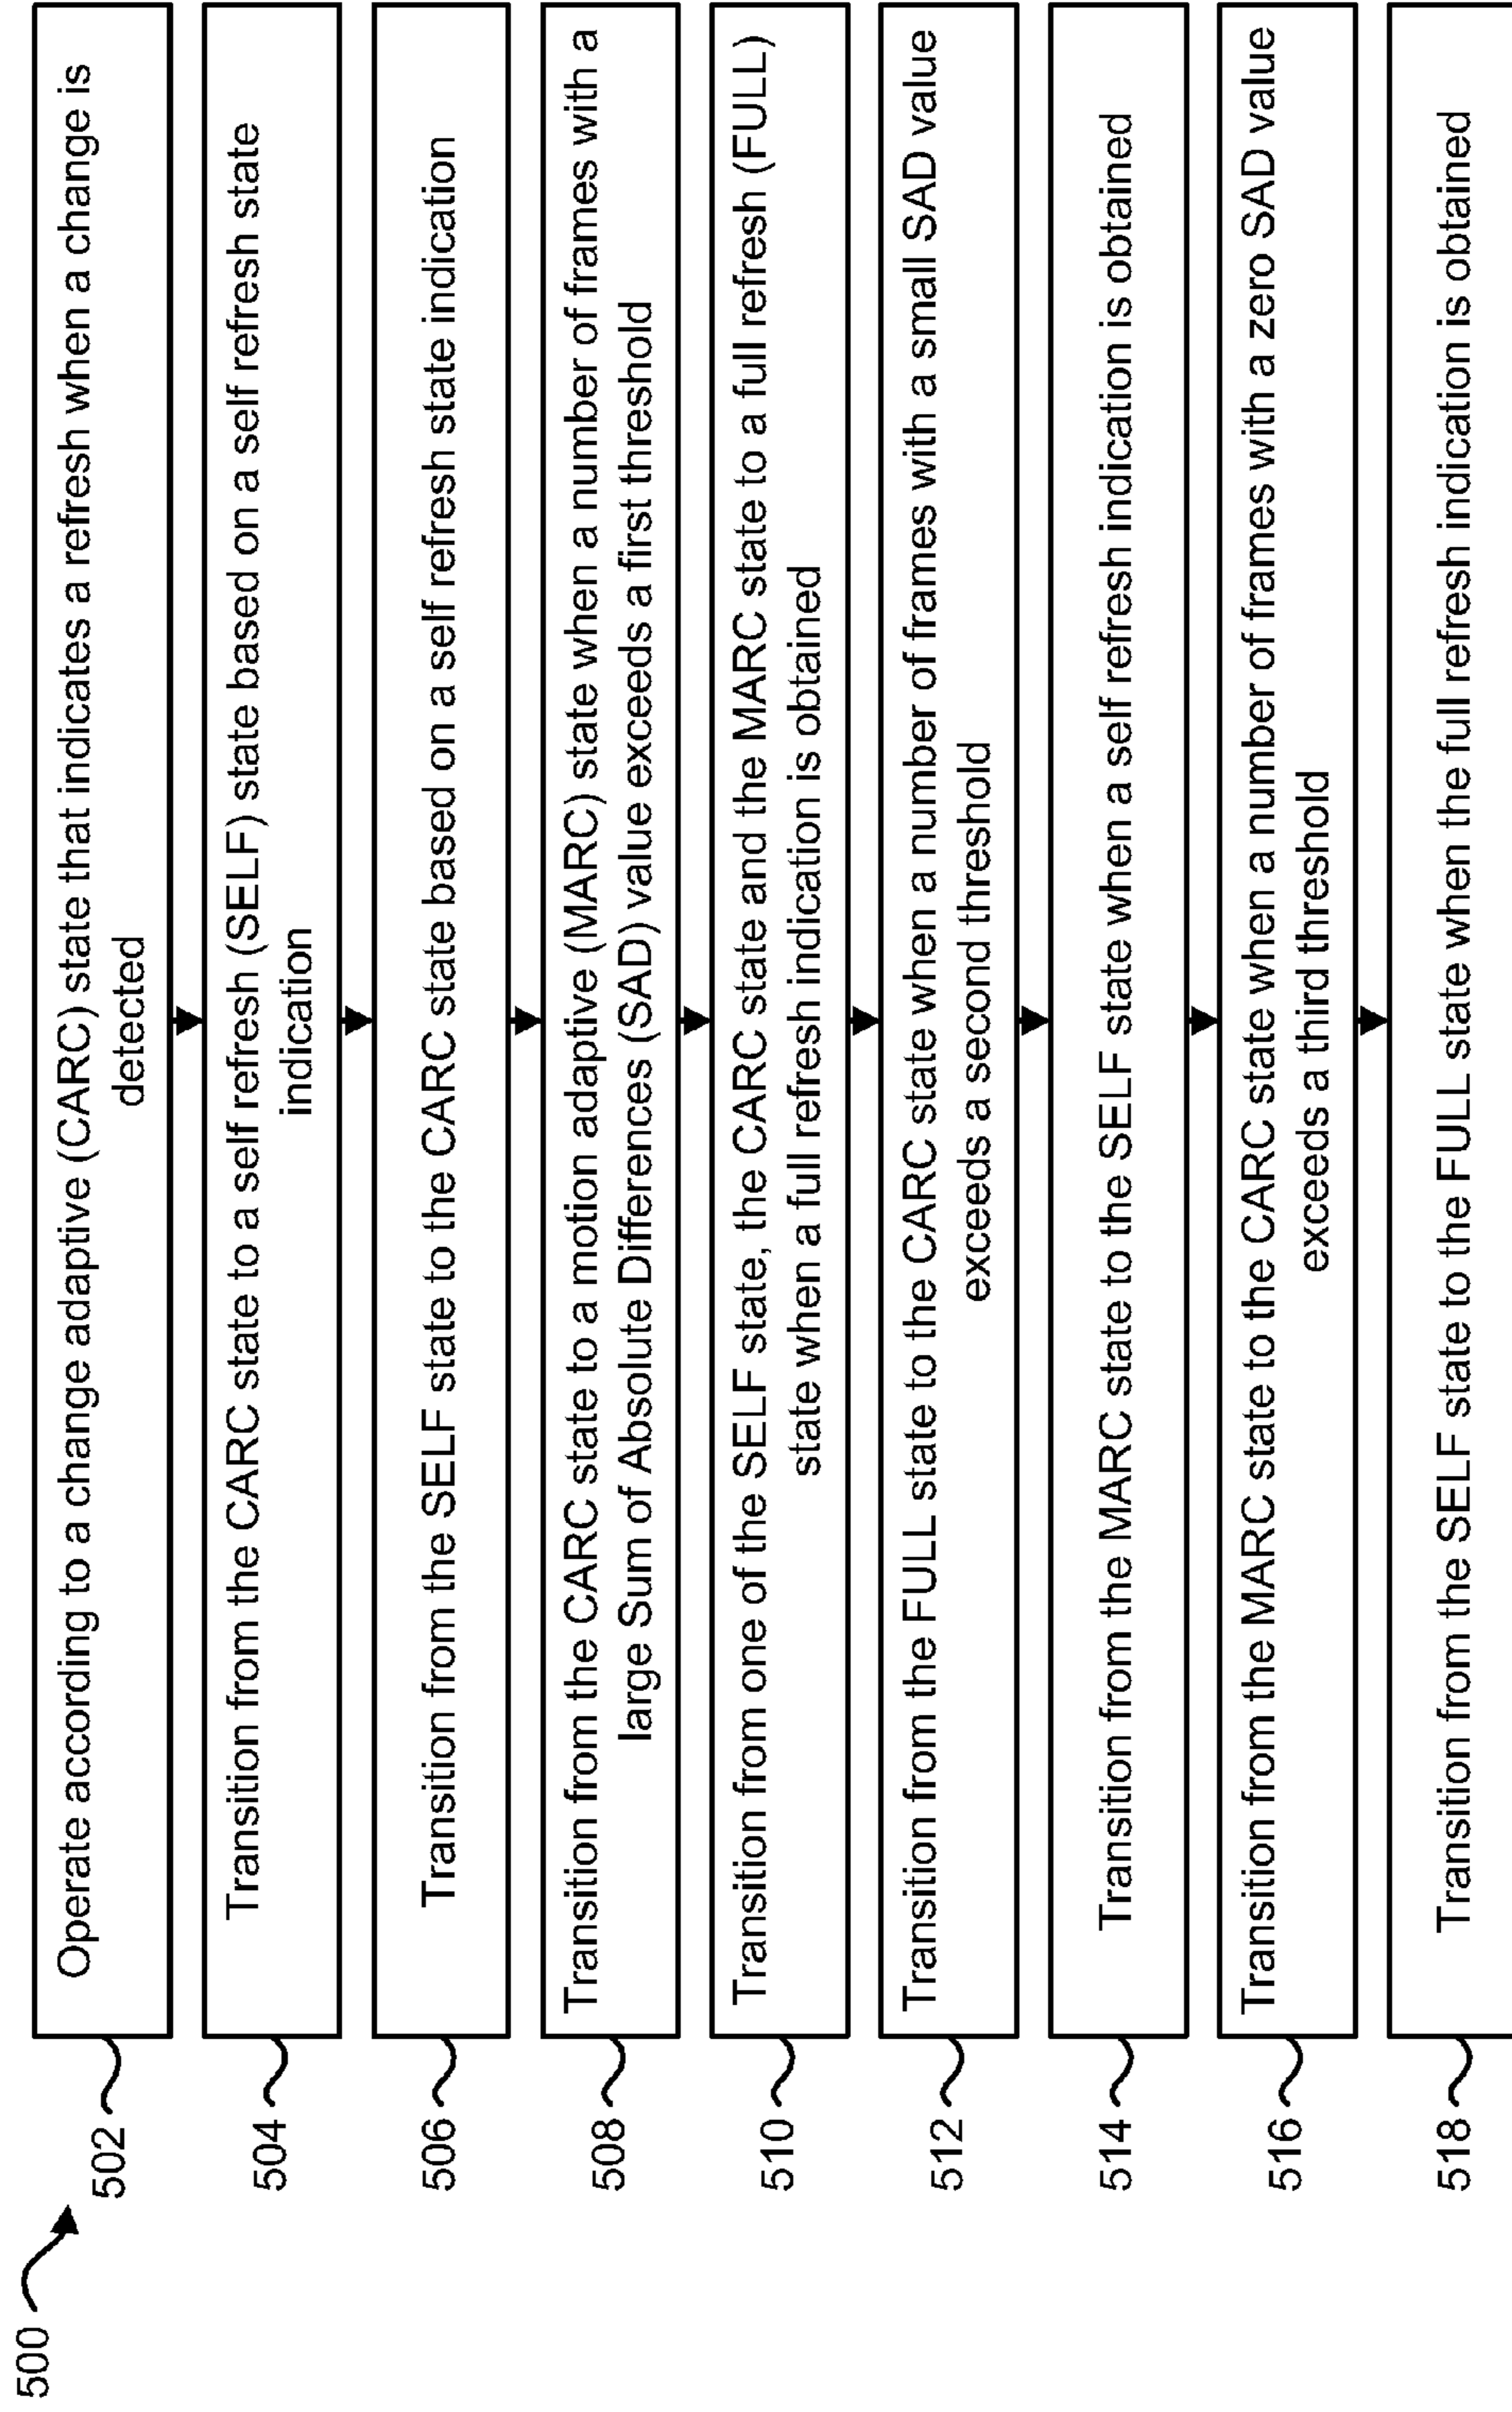 500
502
Operate according to a change adaptive (CARC) state that indicates a refresh when a change is
detected
504
Transition from the CARC state to a self refresh (SELF) state based on a self refresh state
indication
506
Transition from the SELF state to the CARC state based on a self refresh state indication
508
Transition from the CARC state to a motion adaptive (MARC) state when a number of frames with a
large Sum of Absolute Differences (SAD) value exceeds a first threshold
510
Transition from one of the SELF state, the CARC state and the MARC state to a full refresh (FULL)
state when a full refresh indication is obtained
512
Transition from the FULL state to the CARC state when a number of frames with a small SAD value
exceeds a second threshold
514
Transition from the MARC state to the SELF state when a self refresh indication is obtained
516
Transition from the MARC state to the CARC state when a number of frames with a zero SAD value
exceeds a third threshold
518
Transition from the SELF state to the FULL state when the full refresh indication is obtained